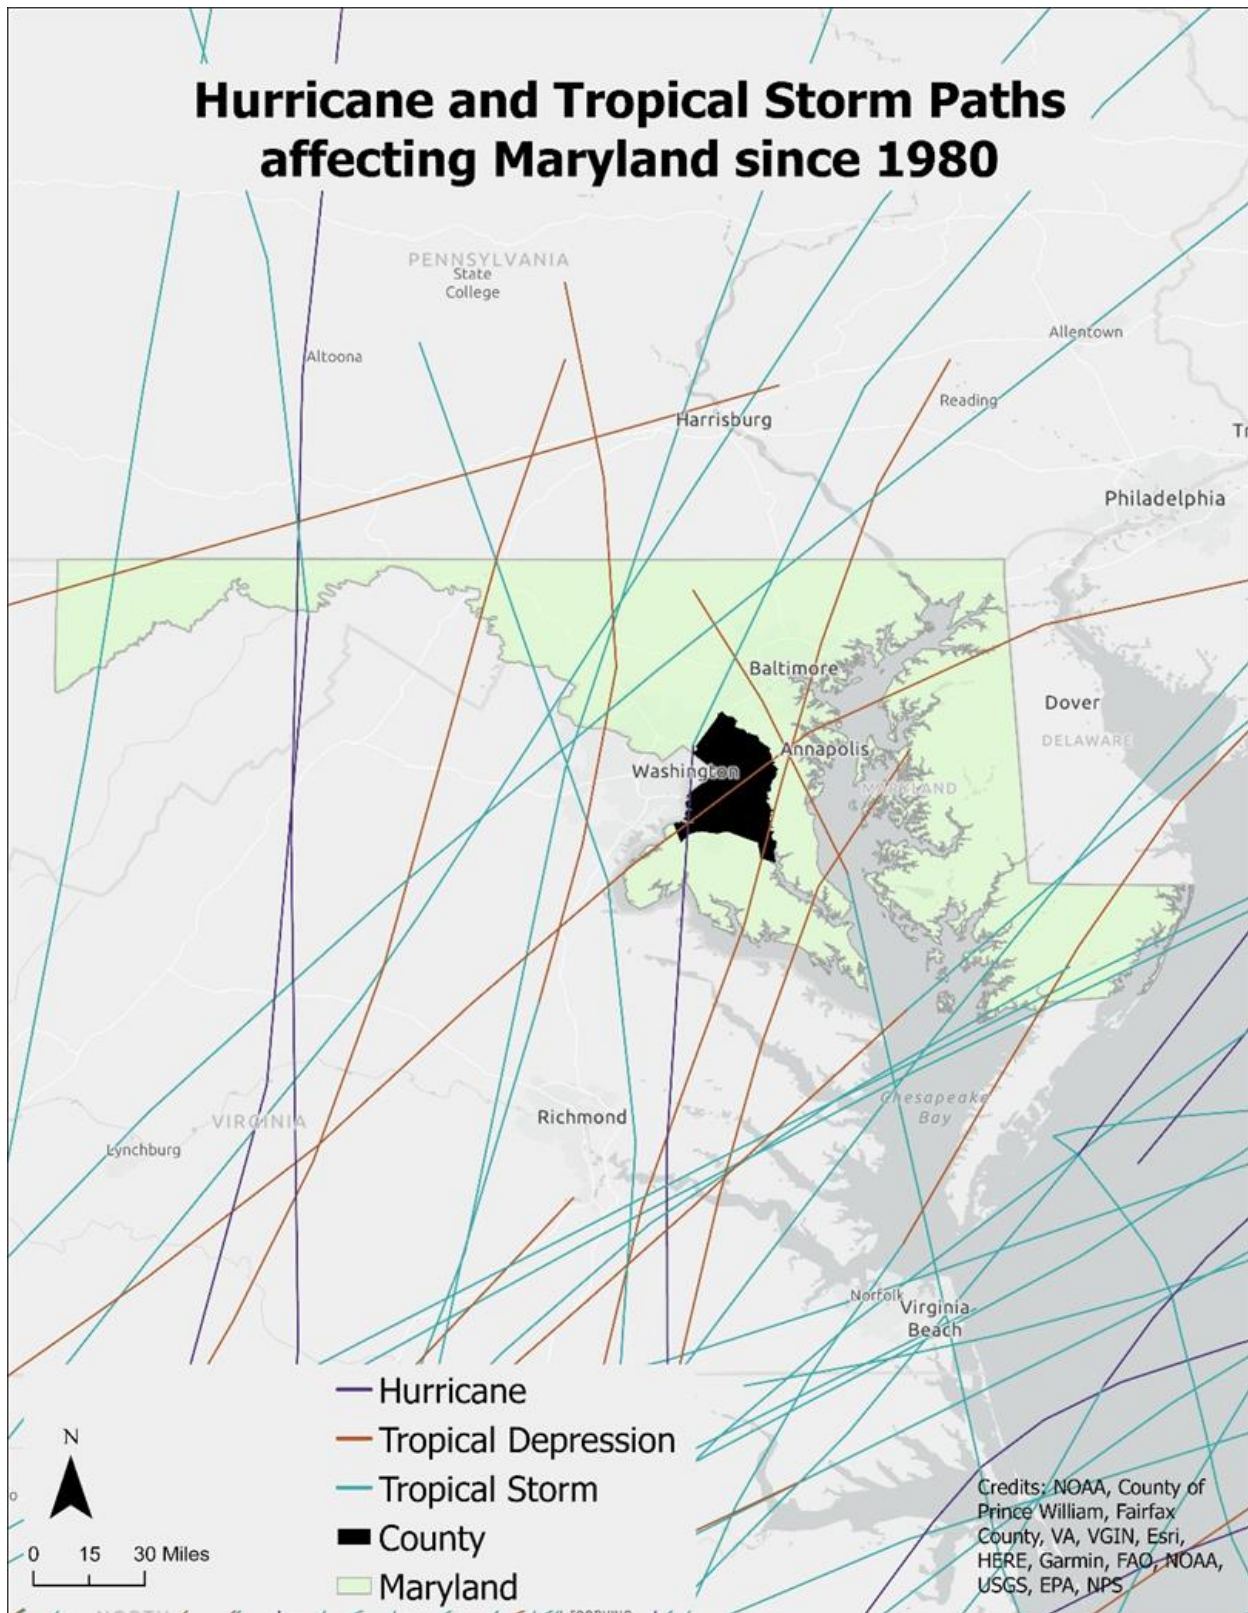 Hurricane and Tropical Storm Paths
affecting Maryland since 1980
PENNSYLVANIA
State
College
Altoona
Allentown
Reading
Harrisburg
Philadelphia
Baltimore
Dover
DELAWARE
Annapolis
Washington
MARYLAND
Chesapeake
Bay
Richmond
VIRGINIA
Lynchburg
Norfolk
Virginia
Beach
Hurricane
Tropical Depression
Tropical Storm
County
Maryland
N
0 15 30 Miles
Credits: NOAA, County of
Prince William, Fairfax
County, VA, VGIN, Esri,
HERE, Garmin, FAO, NOAA,
USGS, EPA, NPS